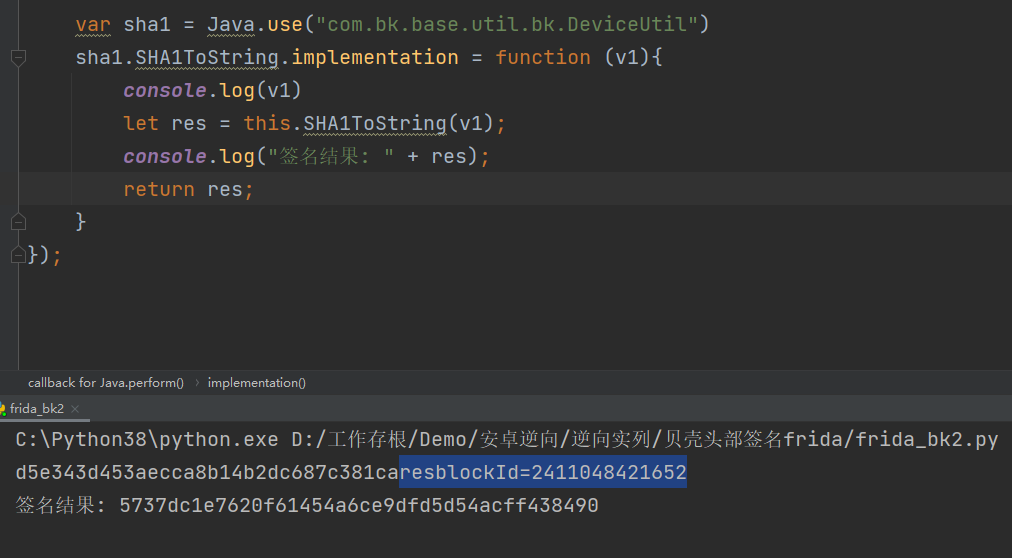 var sha1 = Java.use("com.bk.base.util.bk.DeviceUtil")
sha1.SHA1ToString.implementation = function (v1){
console.log(v1)
let res = this.SHA1ToString(v1);
console.log("签名结果: " + res);
return res;
}
});
callback for Java.perform() › implementation()
frida_bk2 ×
C:\Python38\python.exe D:/工作存根/Demo/安卓逆向/逆向实列/贝壳头部签名frida/frida_bk2.py
d5e343d453aecca8b14b2dc687c381caresblockId=2411048421652
签名结果: 5737dc1e7620f61454a6ce9dfd5d54acff438490